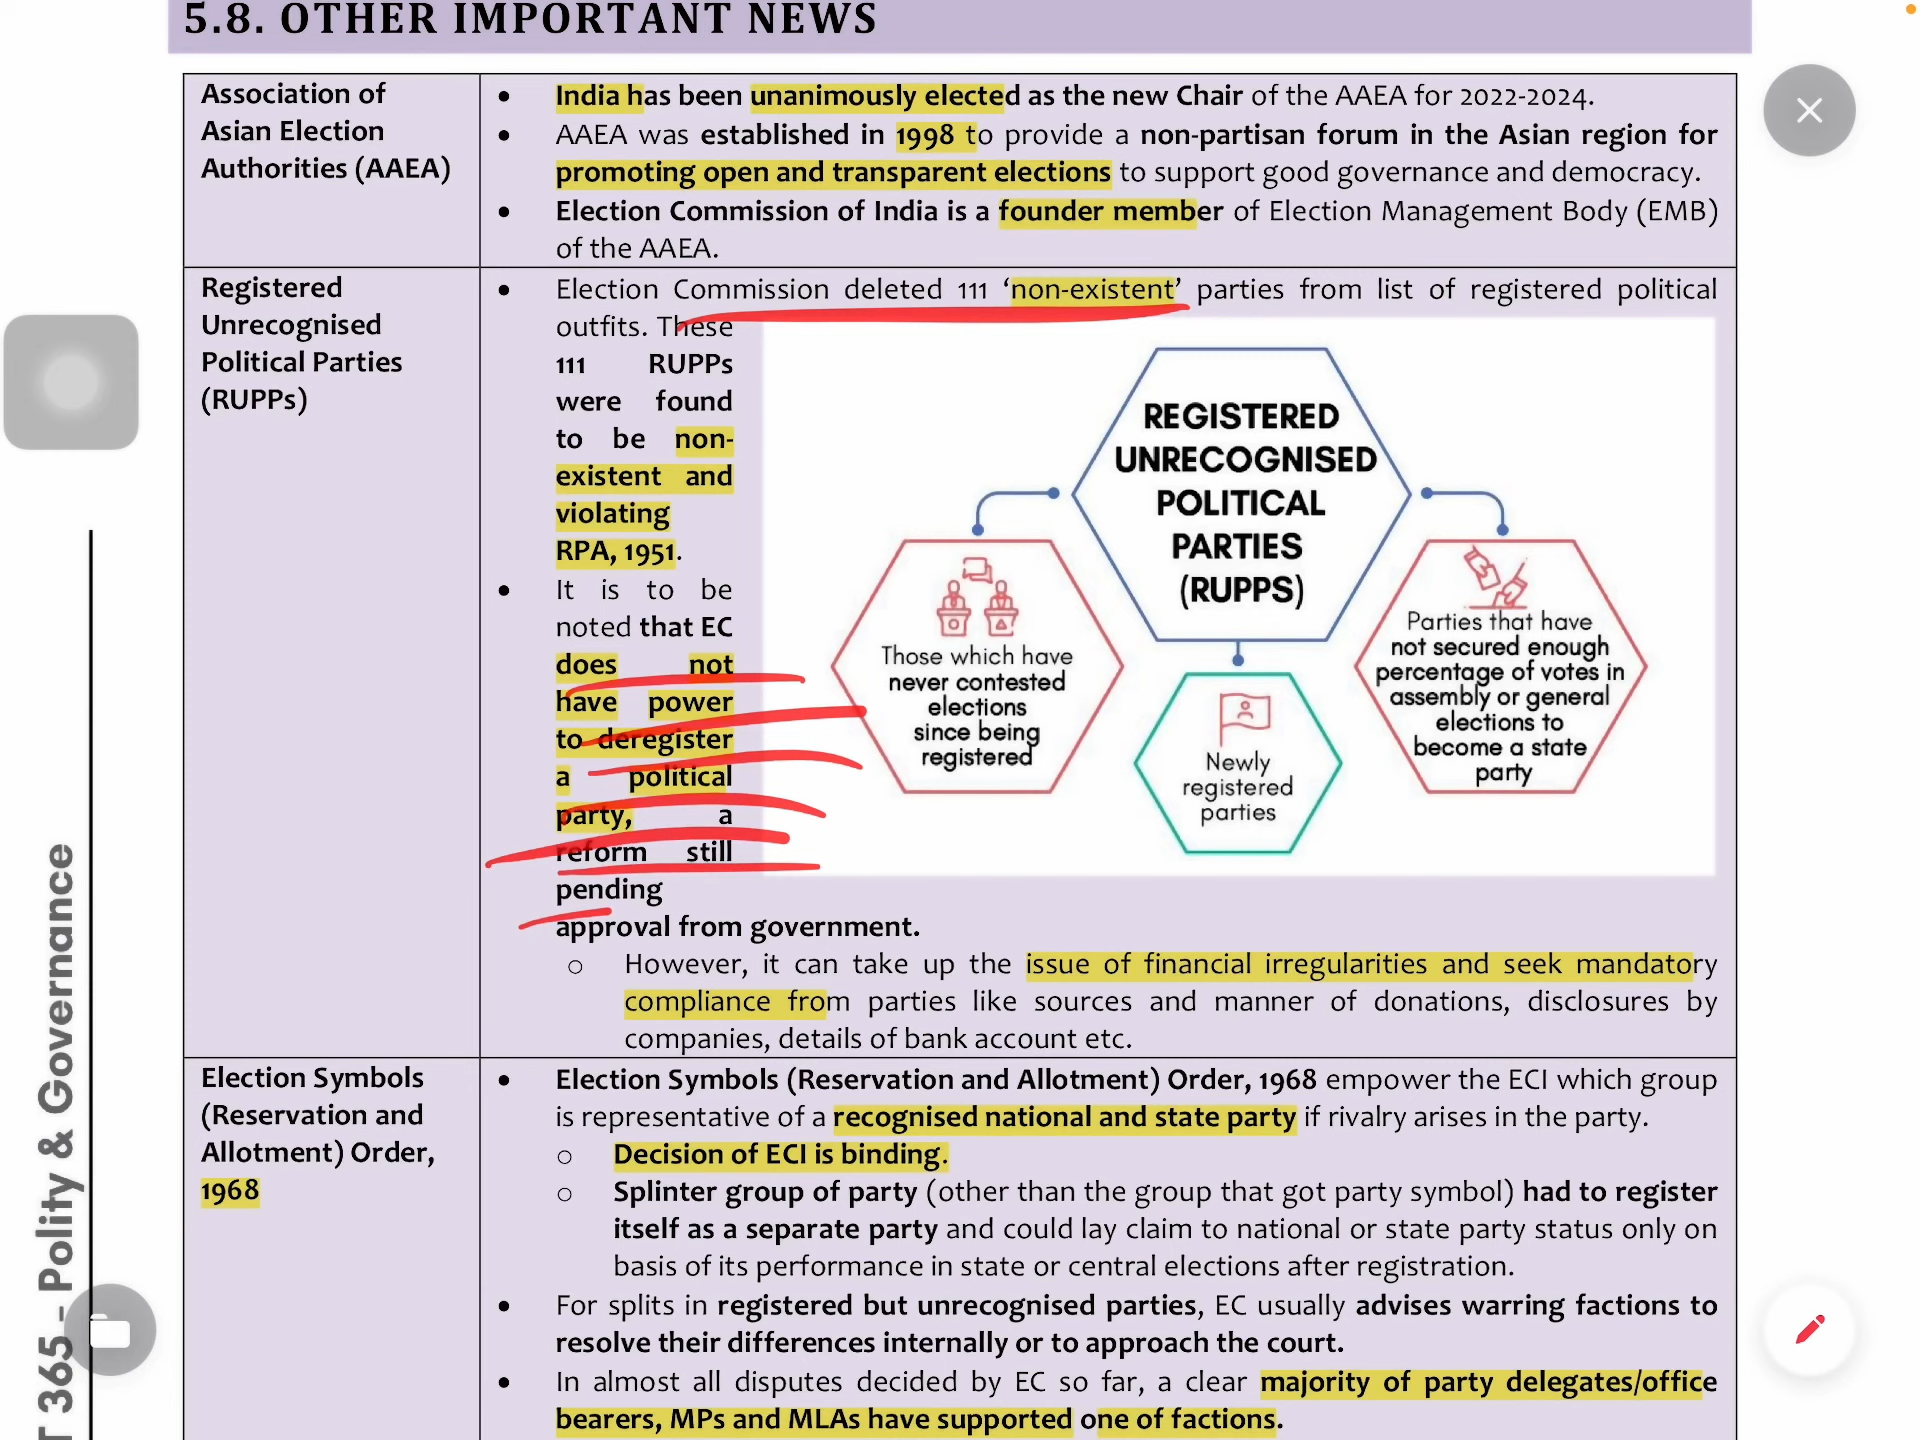 5.8. OTHER IMPORTANT NEWS
Association of
Asian Election
Authorities (AAEA)
• India has been unanimously elected as the new Chair of the AAEA for 2022-2024.
• AAEA was established in 1998 to provide a non-partisan forum in the Asian region for
promoting open and transparent elections to support good governance and democracy.
• Election Commission of India is a founder member of Election Management Body (EMB)
of the AAEA.
Registered
Unrecognised
Political Parties
(RUPPs)
• Election Commission deleted 111 ‘non-existent’ parties from list of registered political
outfits. These
111 RUPPs
were found
to be non-
existent and
violating
RPA, 1951.
• It is to be
noted that EC
does not
have power
to deregister
a political
party, a
reform still
pending
approval from government.
REGISTERED
UNRECOGNISED
POLITICAL
PARTIES
(RUPPS)
Those which have
never contested
elections
since being
registered
Newly
registered
parties
Parties that have
not secured enough
percentage of votes in
assembly or general
elections to
become a state
party
o However, it can take up the issue of financial irregularities and seek mandatory
compliance from parties like sources and manner of donations, disclosures by
companies, details of bank account etc.
Election Symbols
(Reservation and
Allotment) Order,
1968
• Election Symbols (Reservation and Allotment) Order, 1968 empower the ECI which group
is representative of a recognised national and state party if rivalry arises in the party.
o Decision of ECI is binding.
o Splinter group of party (other than the group that got party symbol) had to register
itself as a separate party and could lay claim to national or state party status only on
basis of its performance in state or central elections after registration.
• For splits in registered but unrecognised parties, EC usually advises warring factions to
resolve their differences internally or to approach the court.
• In almost all disputes decided by EC so far, a clear majority of party delegates/office
bearers, MPs and MLAs have supported one of factions.
T 365 - Polity & Governance